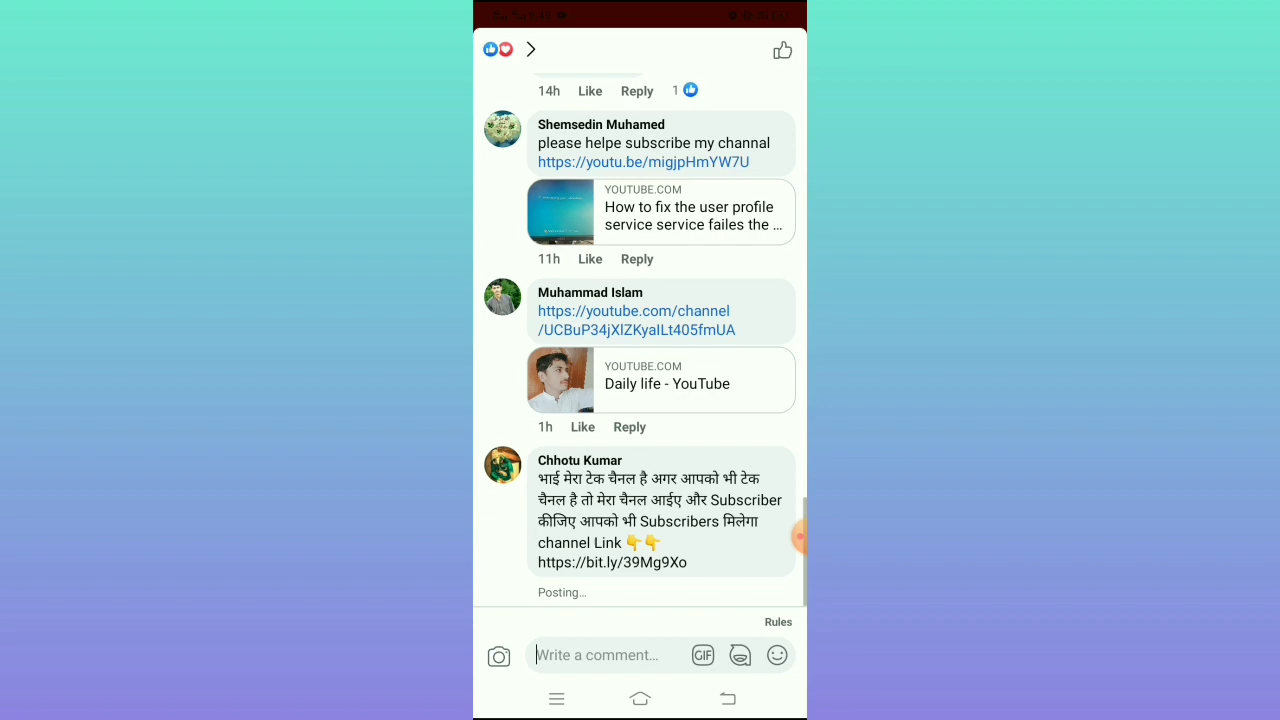 14h Like Reply 1
Shemsedin Muhamed
please helpe subscribe my channal
https://youtu.be/migjpHmYW7U
YOUTUBE.COM
How to fix the user profile
service service failes the ...
11h Like Reply
Muhammad Islam
https://youtube.com/channel
/UCBuP34jXlZKyaILt405fmUA
YOUTUBE.COM
Daily life - YouTube
1h Like Reply
Chhotu Kumar
भाई मेरा टेक चैनल है अगर आपको भी टेक
चैनल है तो मेरा चैनल आईए और Subscriber
कीजिए आपको भी Subscribers मिलेगा
channel Link 👇👇
https://bit.ly/39Mg9Xo
Posting...
Rules
Write a comment...
GIF